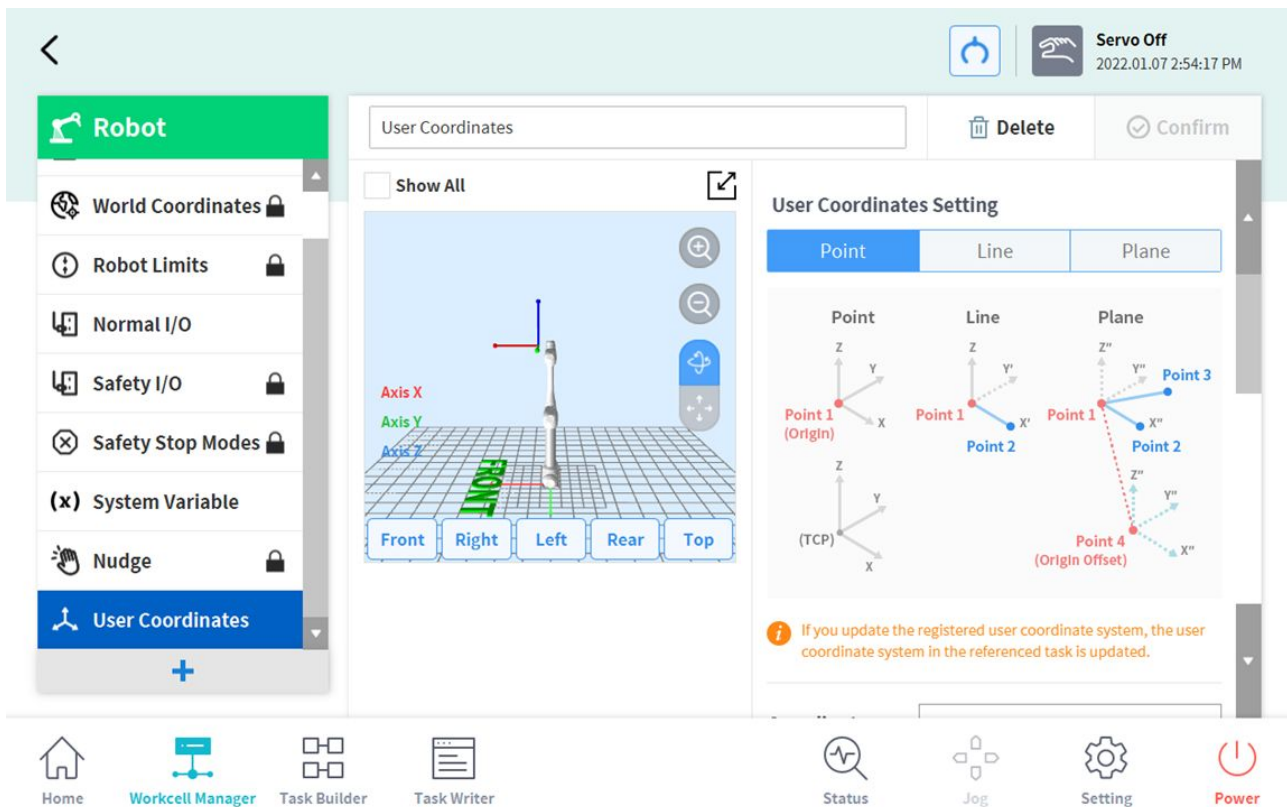 Servo Off
2022.01.07 2:54:17 PM
Robot
World Coordinates
Robot Limits
Normal I/O
Safety I/O
Safety Stop Modes
(x) System Variable
Nudge
User Coordinates
+
User Coordinates
Delete
Confirm
Show All
Axis X
Axis Y
Axis Z
FRONT
Front
Right
Left
Rear
Top
User Coordinates Setting
Point
Line
Plane
Point
Line
Plane
Z
Y
X
Point 1
(Origin)
Z
Y'
X'
Point 1
Point 2
Z"
Y"
X"
Point 3
Point 1
Point 2
Z
Y
X
(TCP)
Z"
Y"
X"
Point 4
(Origin Offset)
If you update the registered user coordinate system, the user
coordinate system in the referenced task is updated.
Home
Workcell Manager
Task Builder
Task Writer
Status
Jog
Setting
Power